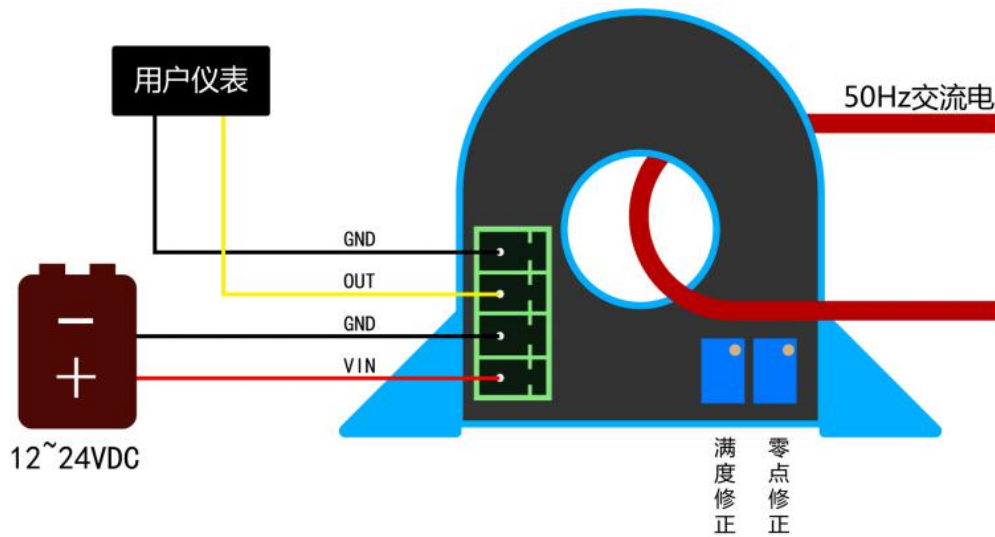 用户仪表
50Hz交流电
GND
OUT
GND
VIN
12~24VDC
满度修正
零点修正